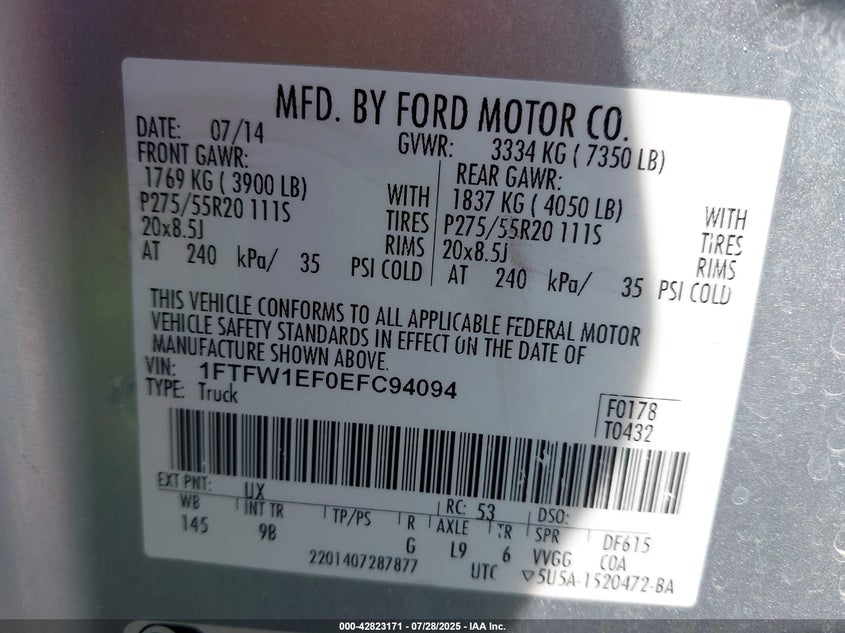 MFD. BY FORD MOTOR CO.
DATE: 07/14 GVWR: 3334 KG ( 7350 LB)
FRONT GAWR: REAR GAWR:
1769 KG ( 3900 LB) WITH 1837 KG ( 4050 LB) WITH
P275/55R20 111S TIRES P275/55R20 111S TIRES
20x8.5J RIMS 20x8.5J RIMS
AT 240 kPa/ 35 PSI COLD AT 240 kPa/ 35 PSI COLD
THIS VEHICLE CONFORMS TO ALL APPLICABLE FEDERAL MOTOR
VEHICLE SAFETY STANDARDS IN EFFECT ON THE DATE OF
MANUFACTURE SHOWN ABOVE.
VIN: 1FTFW1EF0EFC94094
TYPE: Truck
F0178
T0432
EXT PNT: UX RC: 53 DSO:
WB INT TR TP/PS R AXLE TR SPR DF615
145 9B G L9 6 VVGG COA
2201407287877 UTC ▽5U5A-1520472-BA
000-42823171 — 07/28/2025 - IAA Inc.